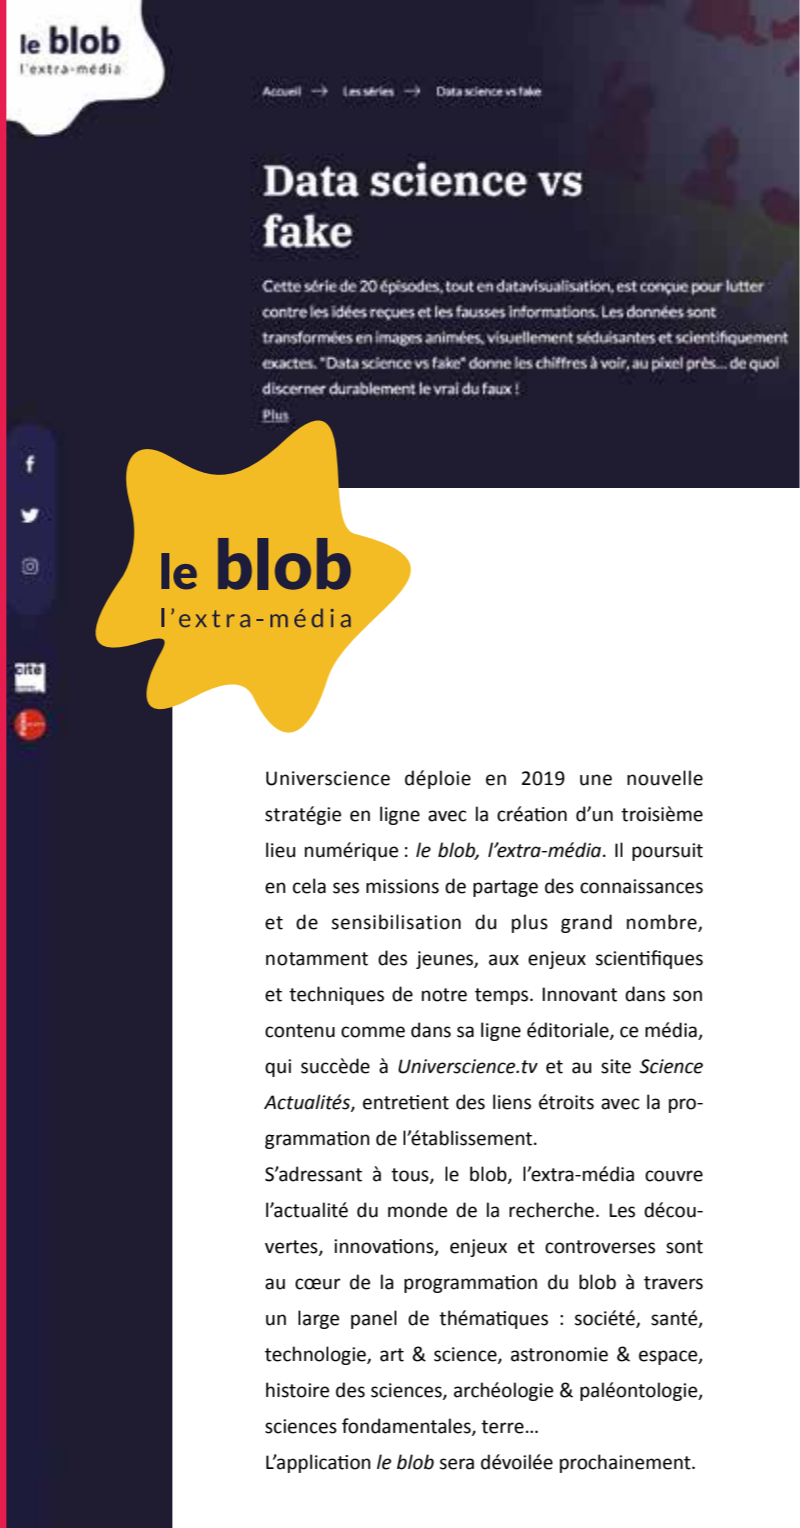 le blob
l'extra-média
Accueil → Les séries → Data science vs fake
Data science vs
fake
Cette série de 20 épisodes, tout en datavisualisation, est conçue pour lutter
contre les idées reçues et les fausses informations. Les données sont
transformées en images animées, visuellement séduisantes et scientifiquement
exactes. "Data science vs fake" donne les chiffres à voir, au pixel près... de quoi
discerner durablement le vrai du faux !
Plus
le blob
l’extra-média
cité
Universcience déploie en 2019 une nouvelle
stratégie en ligne avec la création d’un troisième
lieu numérique : le blob, l’extra-média. Il poursuit
en cela ses missions de partage des connaissances
et de sensibilisation du plus grand nombre,
notamment des jeunes, aux enjeux scientifiques
et techniques de notre temps. Innovant dans son
contenu comme dans sa ligne éditoriale, ce média,
qui succède à Universcience.tv et au site Science
Actualités, entretient des liens étroits avec la pro-
grammation de l’établissement.
S’adressant à tous, le blob, l’extra-média couvre
l’actualité du monde de la recherche. Les décou-
vertes, innovations, enjeux et controverses sont
au cœur de la programmation du blob à travers
un large panel de thématiques : société, santé,
technologie, art & science, astronomie & espace,
histoire des sciences, archéologie & paléontologie,
sciences fondamentales, terre…
L’application le blob sera dévoilée prochainement.